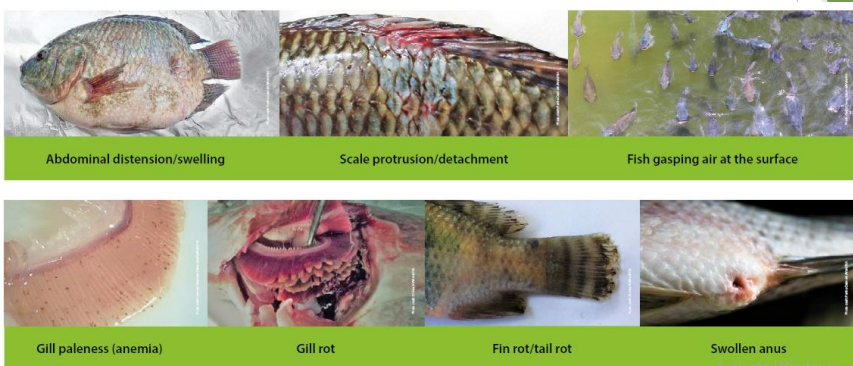 Abdominal distension/swelling
Scale protrusion/detachment
Fish gasping air at the surface
Gill paleness (anemia)
Gill rot
Fin rot/tail rot
Swollen anus